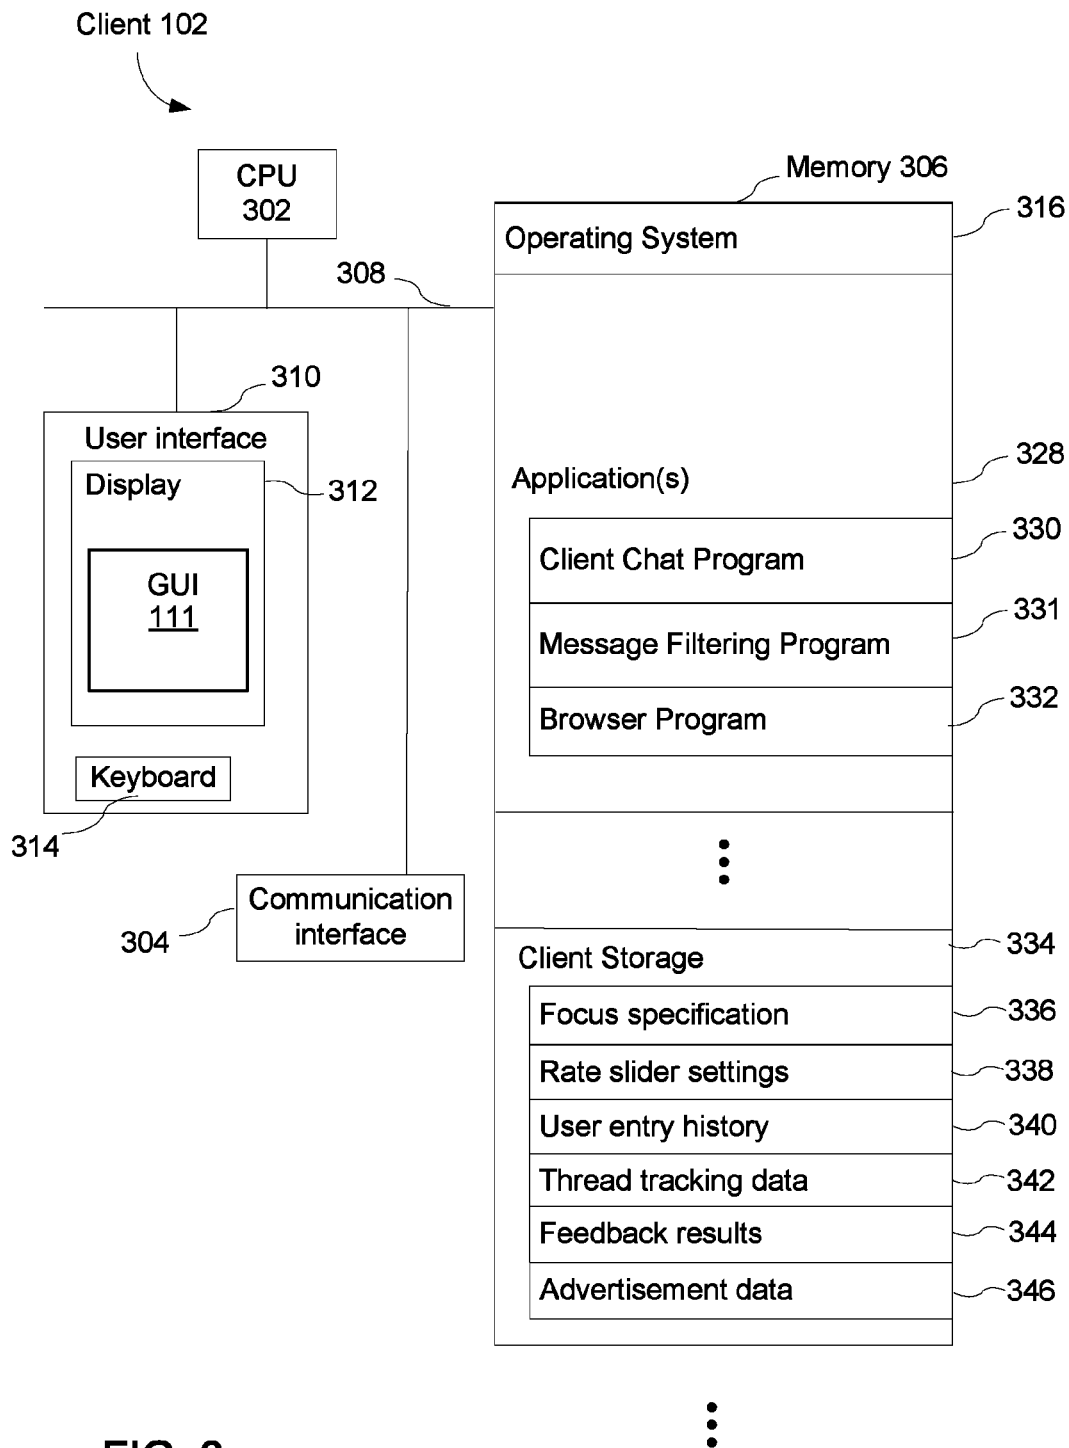 Client 102
CPU
302
Memory 306
316
Operating System
308
310
User interface
Display
312
GUI
111
Keyboard
314
Communication
interface
304
328
Application(s)
330
Client Chat Program
331
Message Filtering Program
332
Browser Program
334
Client Storage
Focus specification
336
Rate slider settings
338
User entry history
340
Thread tracking data
342
Feedback results
344
Advertisement data
346
FIG.